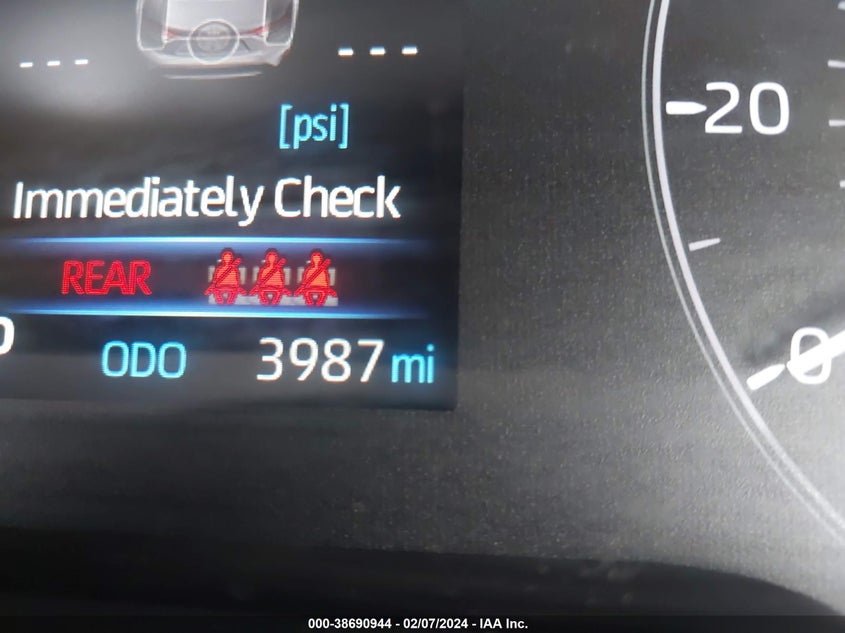 --- ---
[psi]
20
Immediately Check
REAR
0
ODO 3987 mi
000-38690944 - 02/07/2024 - IAA Inc.